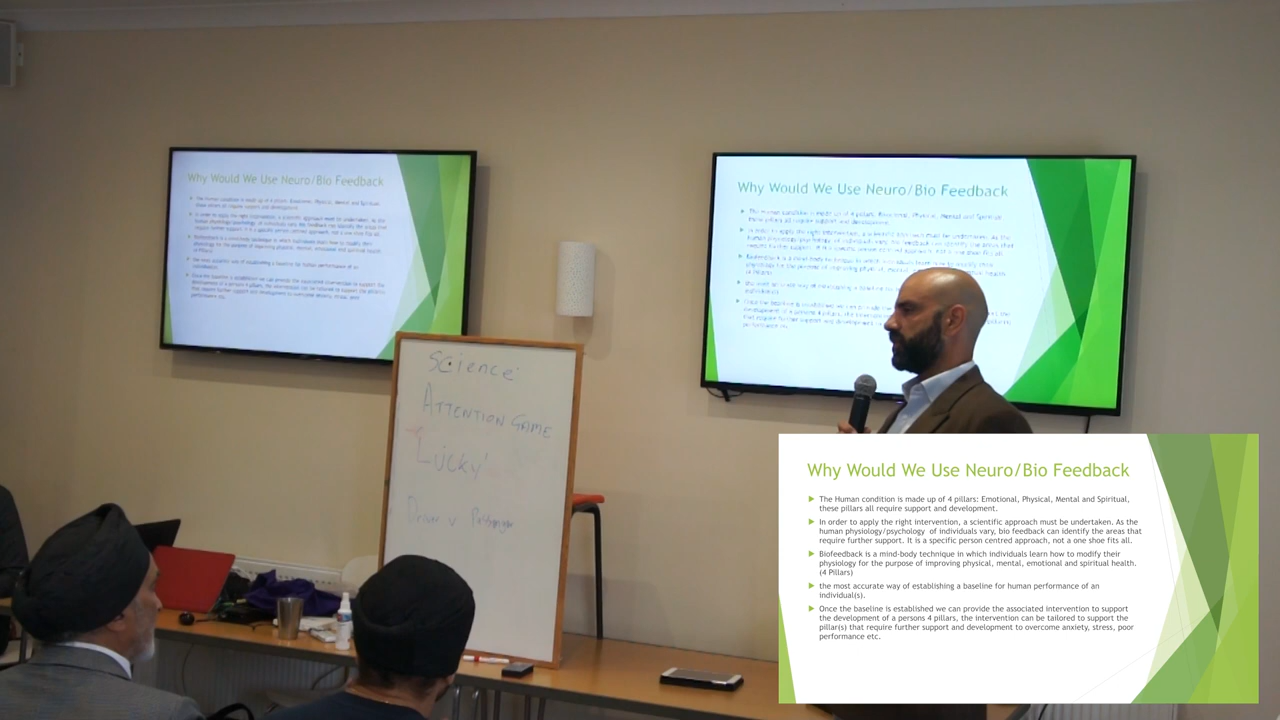 Why Would We Use Neuro/Bio Feedback
Why Would We Use Neuro/Bio Feedback
Science
ATTENTION GAME
Lucky'
Driver v Passenger
Why Would We Use Neuro/Bio Feedback
The Human condition is made up of 4 pillars: Emotional, Physical, Mental and Spiritual,
these pillars all require support and development.
In order to apply the right intervention, a scientific approach must be undertaken. As the
human physiology/psychology of individuals vary, bio feedback can identify the areas that
require further support. It is a specific person centred approach, not a one shoe fits all.
Biofeedback is a mind-body technique in which individuals learn how to modify their
physiology for the purpose of improving physical, mental, emotional and spiritual health.
(4 Pillars)
the most accurate way of establishing a baseline for human performance of an
individual(s).
Once the baseline is established we can provide the associated intervention to support
the development of a persons 4 pillars, the intervention can be tailored to support the
pillar(s) that require further support and development to overcome anxiety, stress, poor
performance etc.